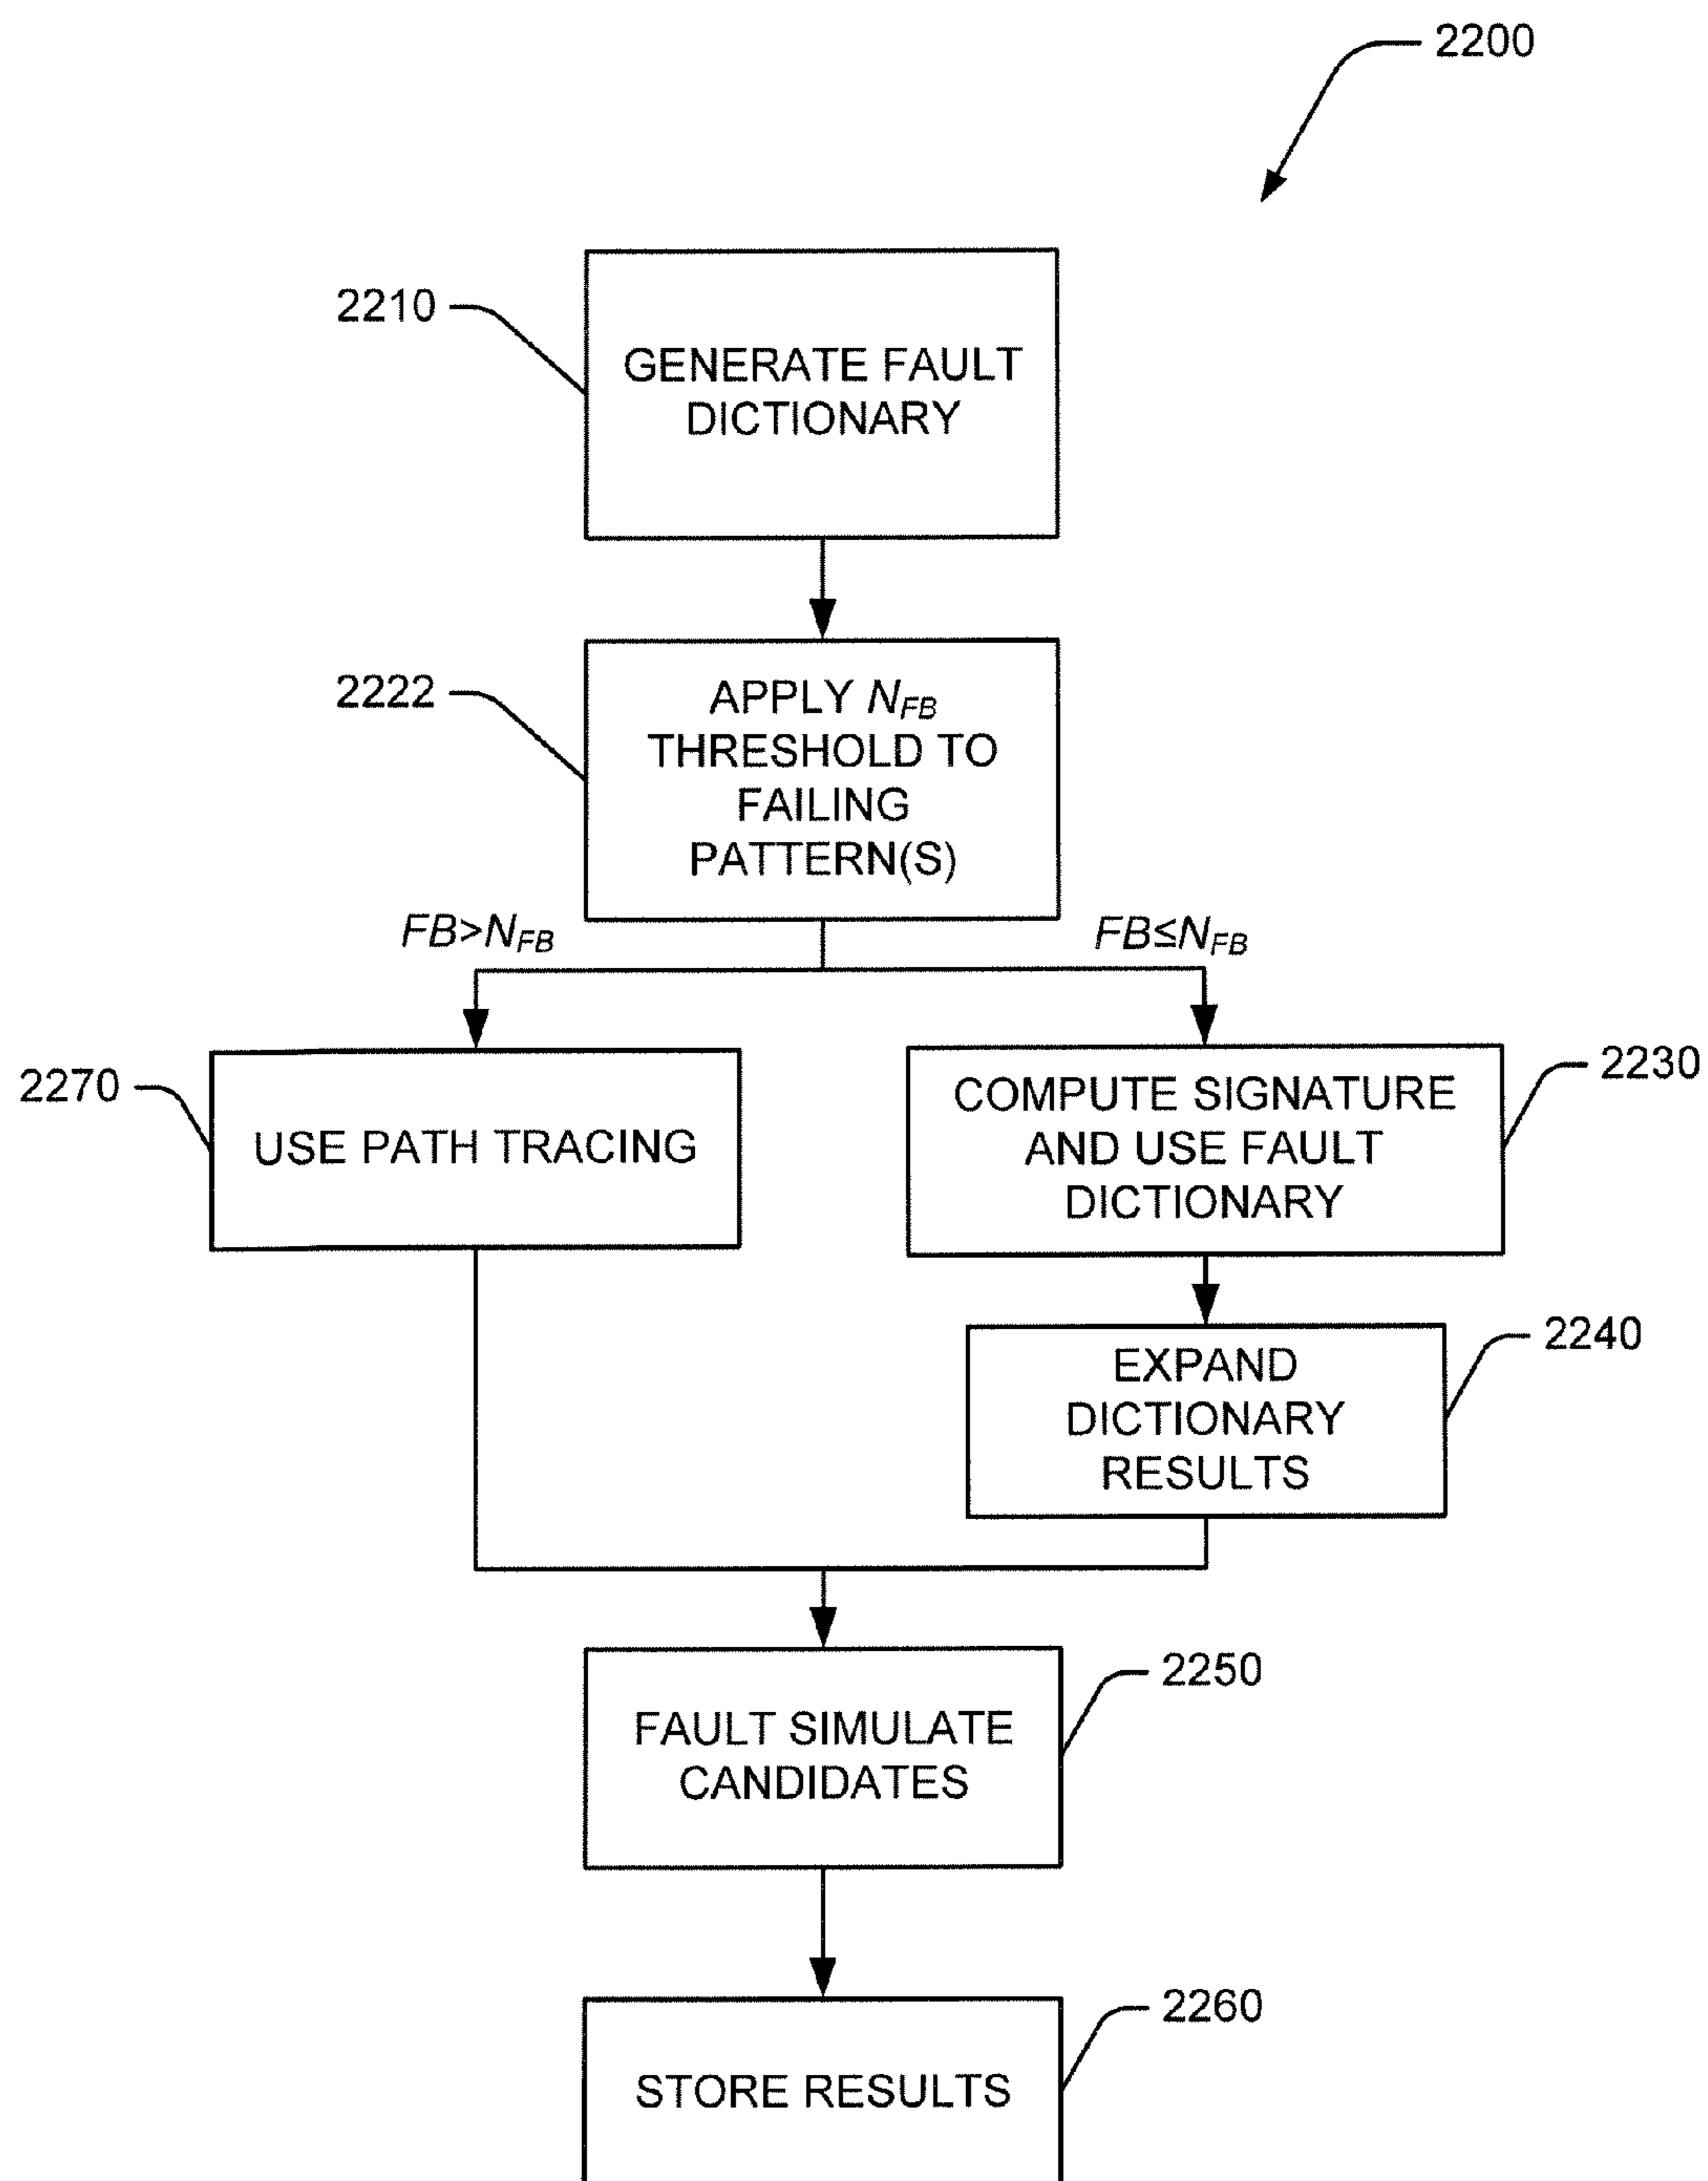 2200
2210
GENERATE FAULT
DICTIONARY
2222
APPLY N_FB
THRESHOLD TO
FAILING
PATTERN(S)
FB>N_FB
FB≤N_FB
2270
USE PATH TRACING
2230
COMPUTE SIGNATURE
AND USE FAULT
DICTIONARY
2240
EXPAND
DICTIONARY
RESULTS
2250
FAULT SIMULATE
CANDIDATES
2260
STORE RESULTS